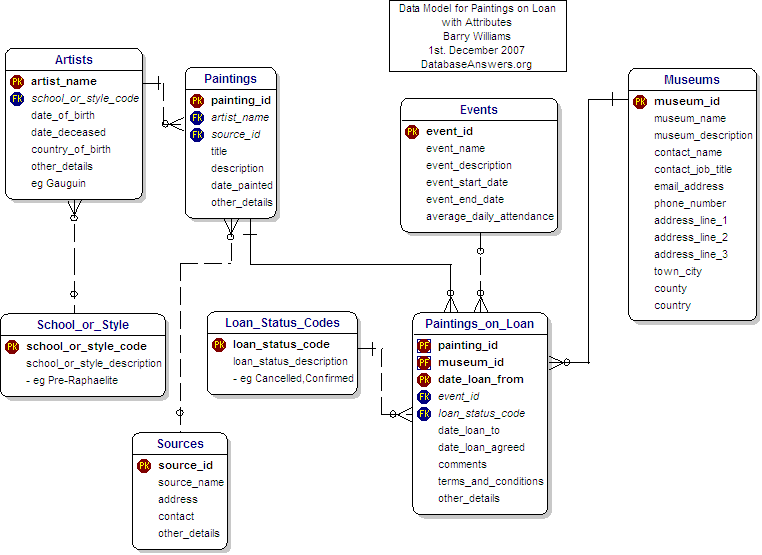 Data Model for Paintings on Loan
with Attributes
Barry Williams
1st. December 2007
DatabaseAnswers.org
Artists
PK artist_name
FK school_or_style_code
date_of_birth
date_deceased
country_of_birth
other_details
eg Gauguin
Paintings
PK painting_id
FK artist_name
FK source_id
title
description
date_painted
other_details
Events
PK event_id
event_name
event_description
event_start_date
event_end_date
average_daily_attendance
Museums
PK museum_id
museum_name
museum_description
contact_name
contact_job_title
email_address
phone_number
address_line_1
address_line_2
address_line_3
town_city
county
country
School_or_Style
PK school_or_style_code
school_or_style_description
- eg Pre-Raphaelite
Loan_Status_Codes
PK loan_status_code
loan_status_description
- eg Cancelled,Confirmed
Paintings_on_Loan
PF painting_id
PF museum_id
PK date_loan_from
FK event_id
FK loan_status_code
date_loan_to
date_loan_agreed
comments
terms_and_conditions
other_details
Sources
PK source_id
source_name
address
contact
other_details